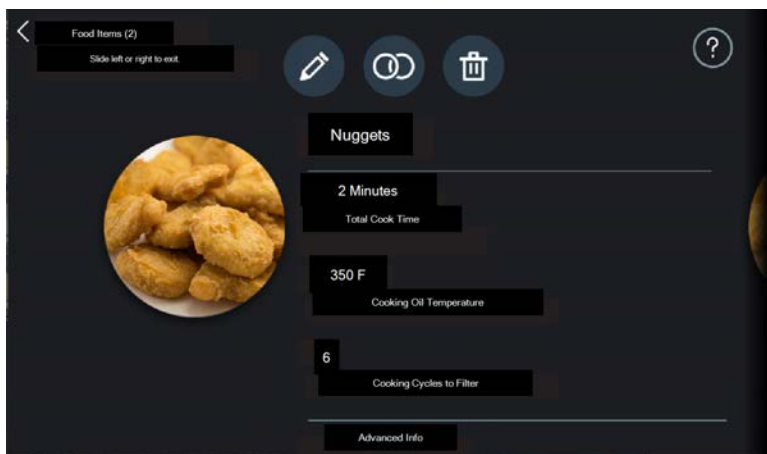 Food Items (2)
Slide left or right to exit.
?
Nuggets
2 Minutes
Total Cook Time
350 F
Cooking Oil Temperature
6
Cooking Cycles to Filter
Advanced Info